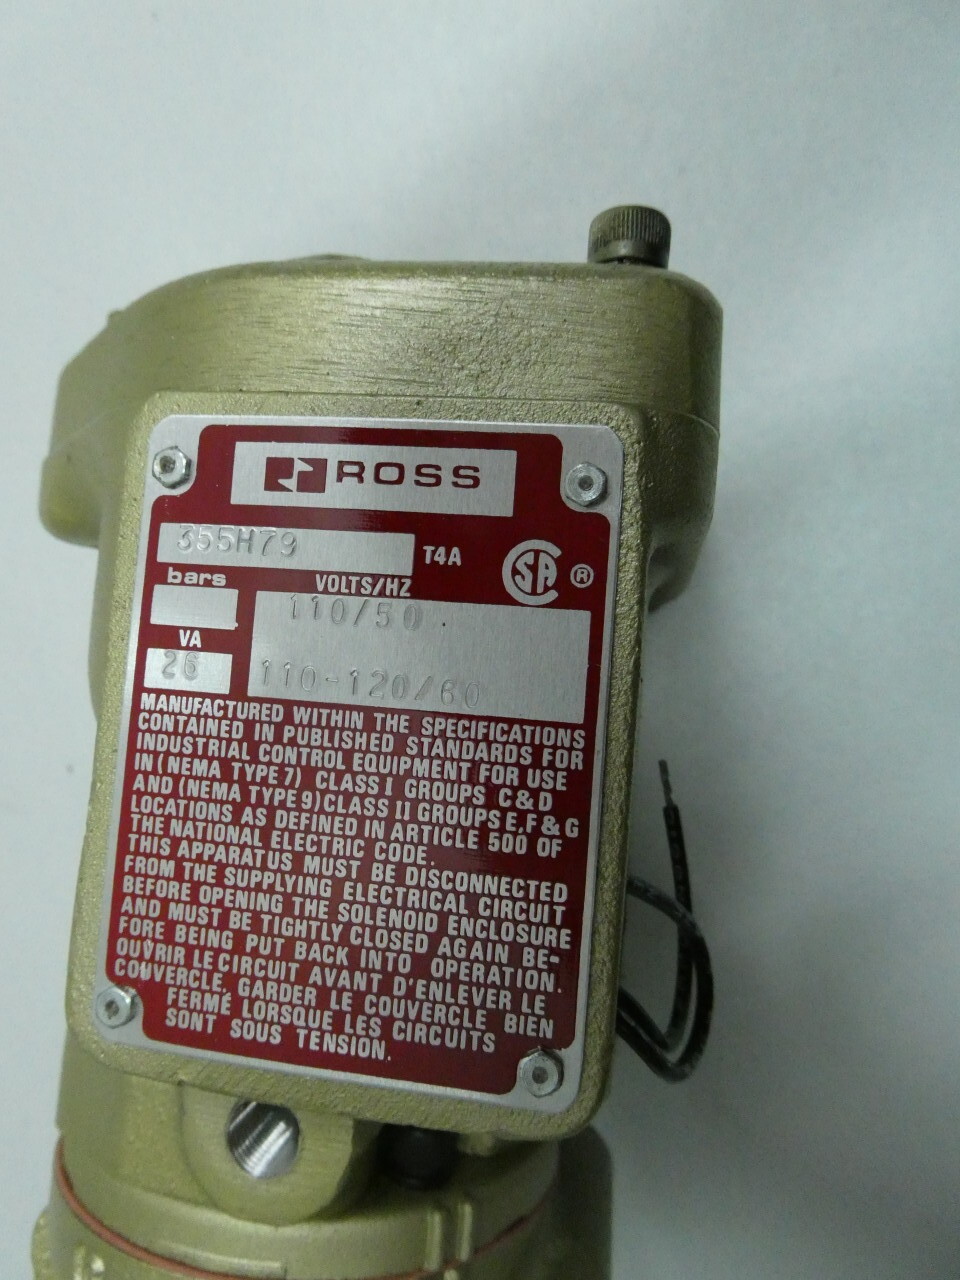 ROSS
355H79
T4A
SA ®
bars
VOLTS/HZ
110/50
VA
26
110-120/60
MANUFACTURED WITHIN THE SPECIFICATIONS
CONTAINED IN PUBLISHED STANDARDS FOR
INDUSTRIAL CONTROL EQUIPMENT FOR USE
IN (NEMA TYPE 7) CLASS I GROUPS C & D
AND (NEMA TYPE 9) CLASS II GROUPS E, F & G
LOCATIONS AS DEFINED IN ARTICLE 500 OF
THE NATIONAL ELECTRIC CODE.
THIS APPARATUS MUST BE DISCONNECTED
FROM THE SUPPLYING ELECTRICAL CIRCUIT
BEFORE OPENING THE SOLENOID ENCLOSURE
AND MUST BE TIGHTLY CLOSED AGAIN BE-
FORE BEING PUT BACK INTO OPERATION.
OUVRIR LE CIRCUIT AVANT D'ENLEVER LE
COUVERCLE, GARDER LE COUVERCLE BIEN
FERMÉ LORSQUE LES CIRCUITS
SONT SOUS TENSION.